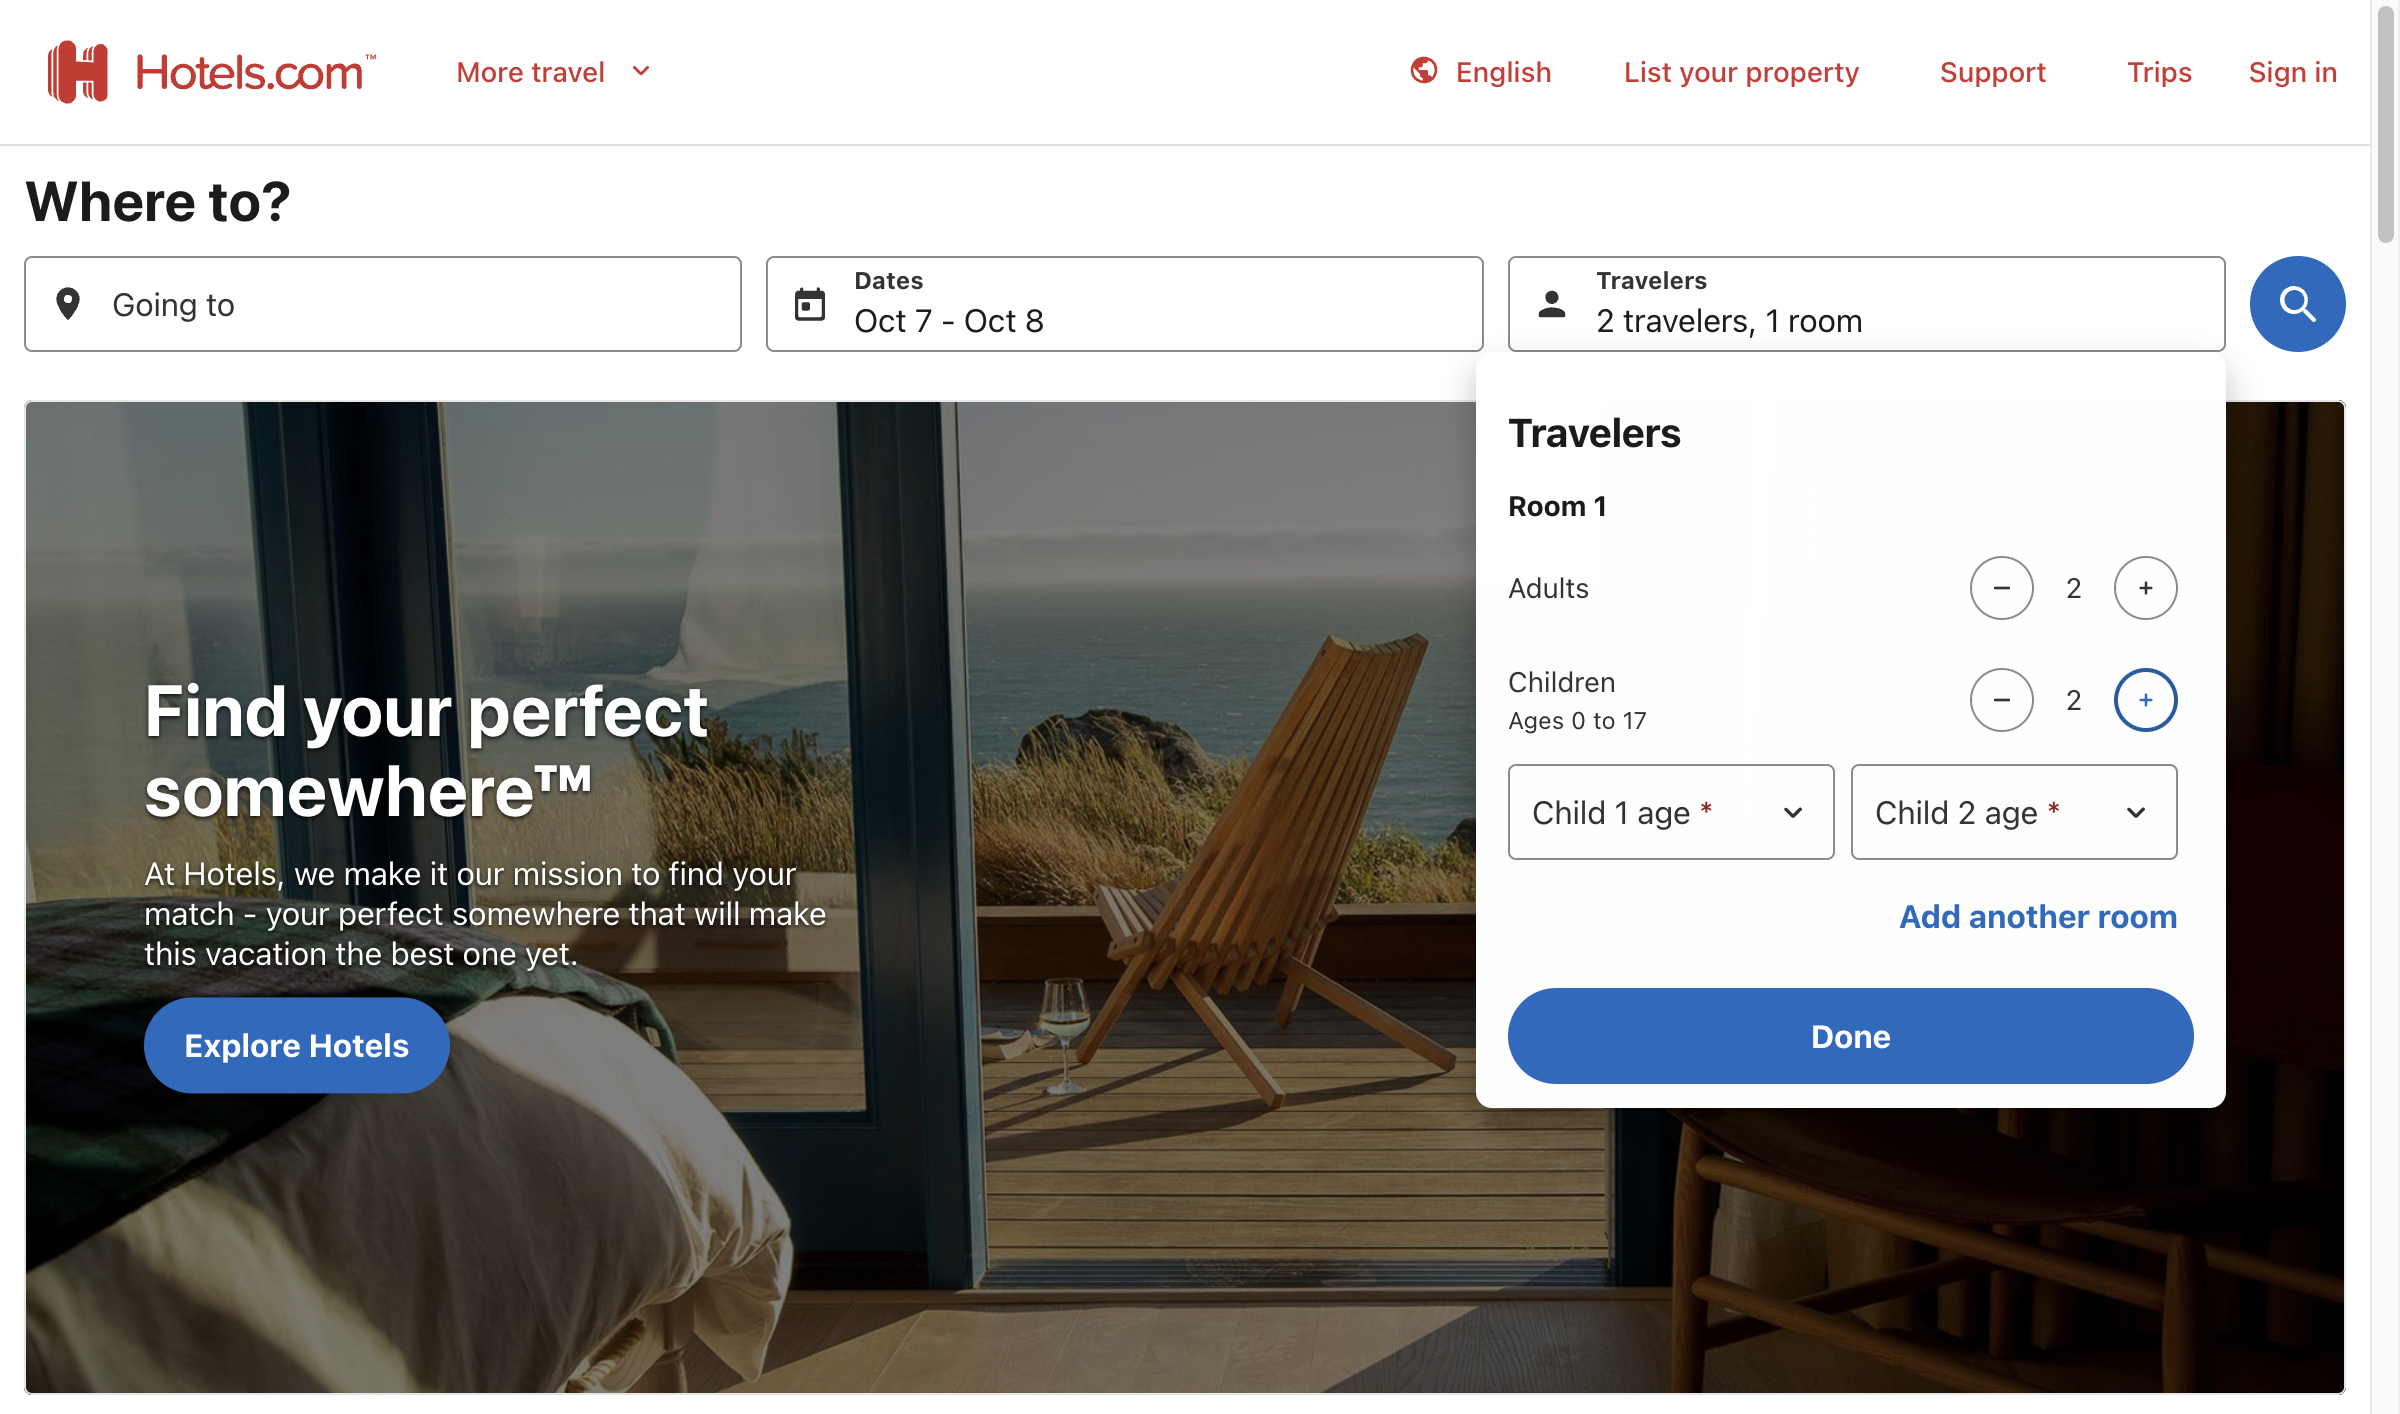 Hotels.com™
More travel
English
List your property
Support
Trips
Sign in
Where to?
Going to
Dates
Oct 7 - Oct 8
Travelers
2 travelers, 1 room
Travelers
Room 1
Adults
2
Children
2
Ages 0 to 17
Child 1 age *
Child 2 age *
Add another room
Done
Find your perfect
somewhere™
At Hotels, we make it our mission to find your
match - your perfect somewhere that will make
this vacation the best one yet.
Explore Hotels